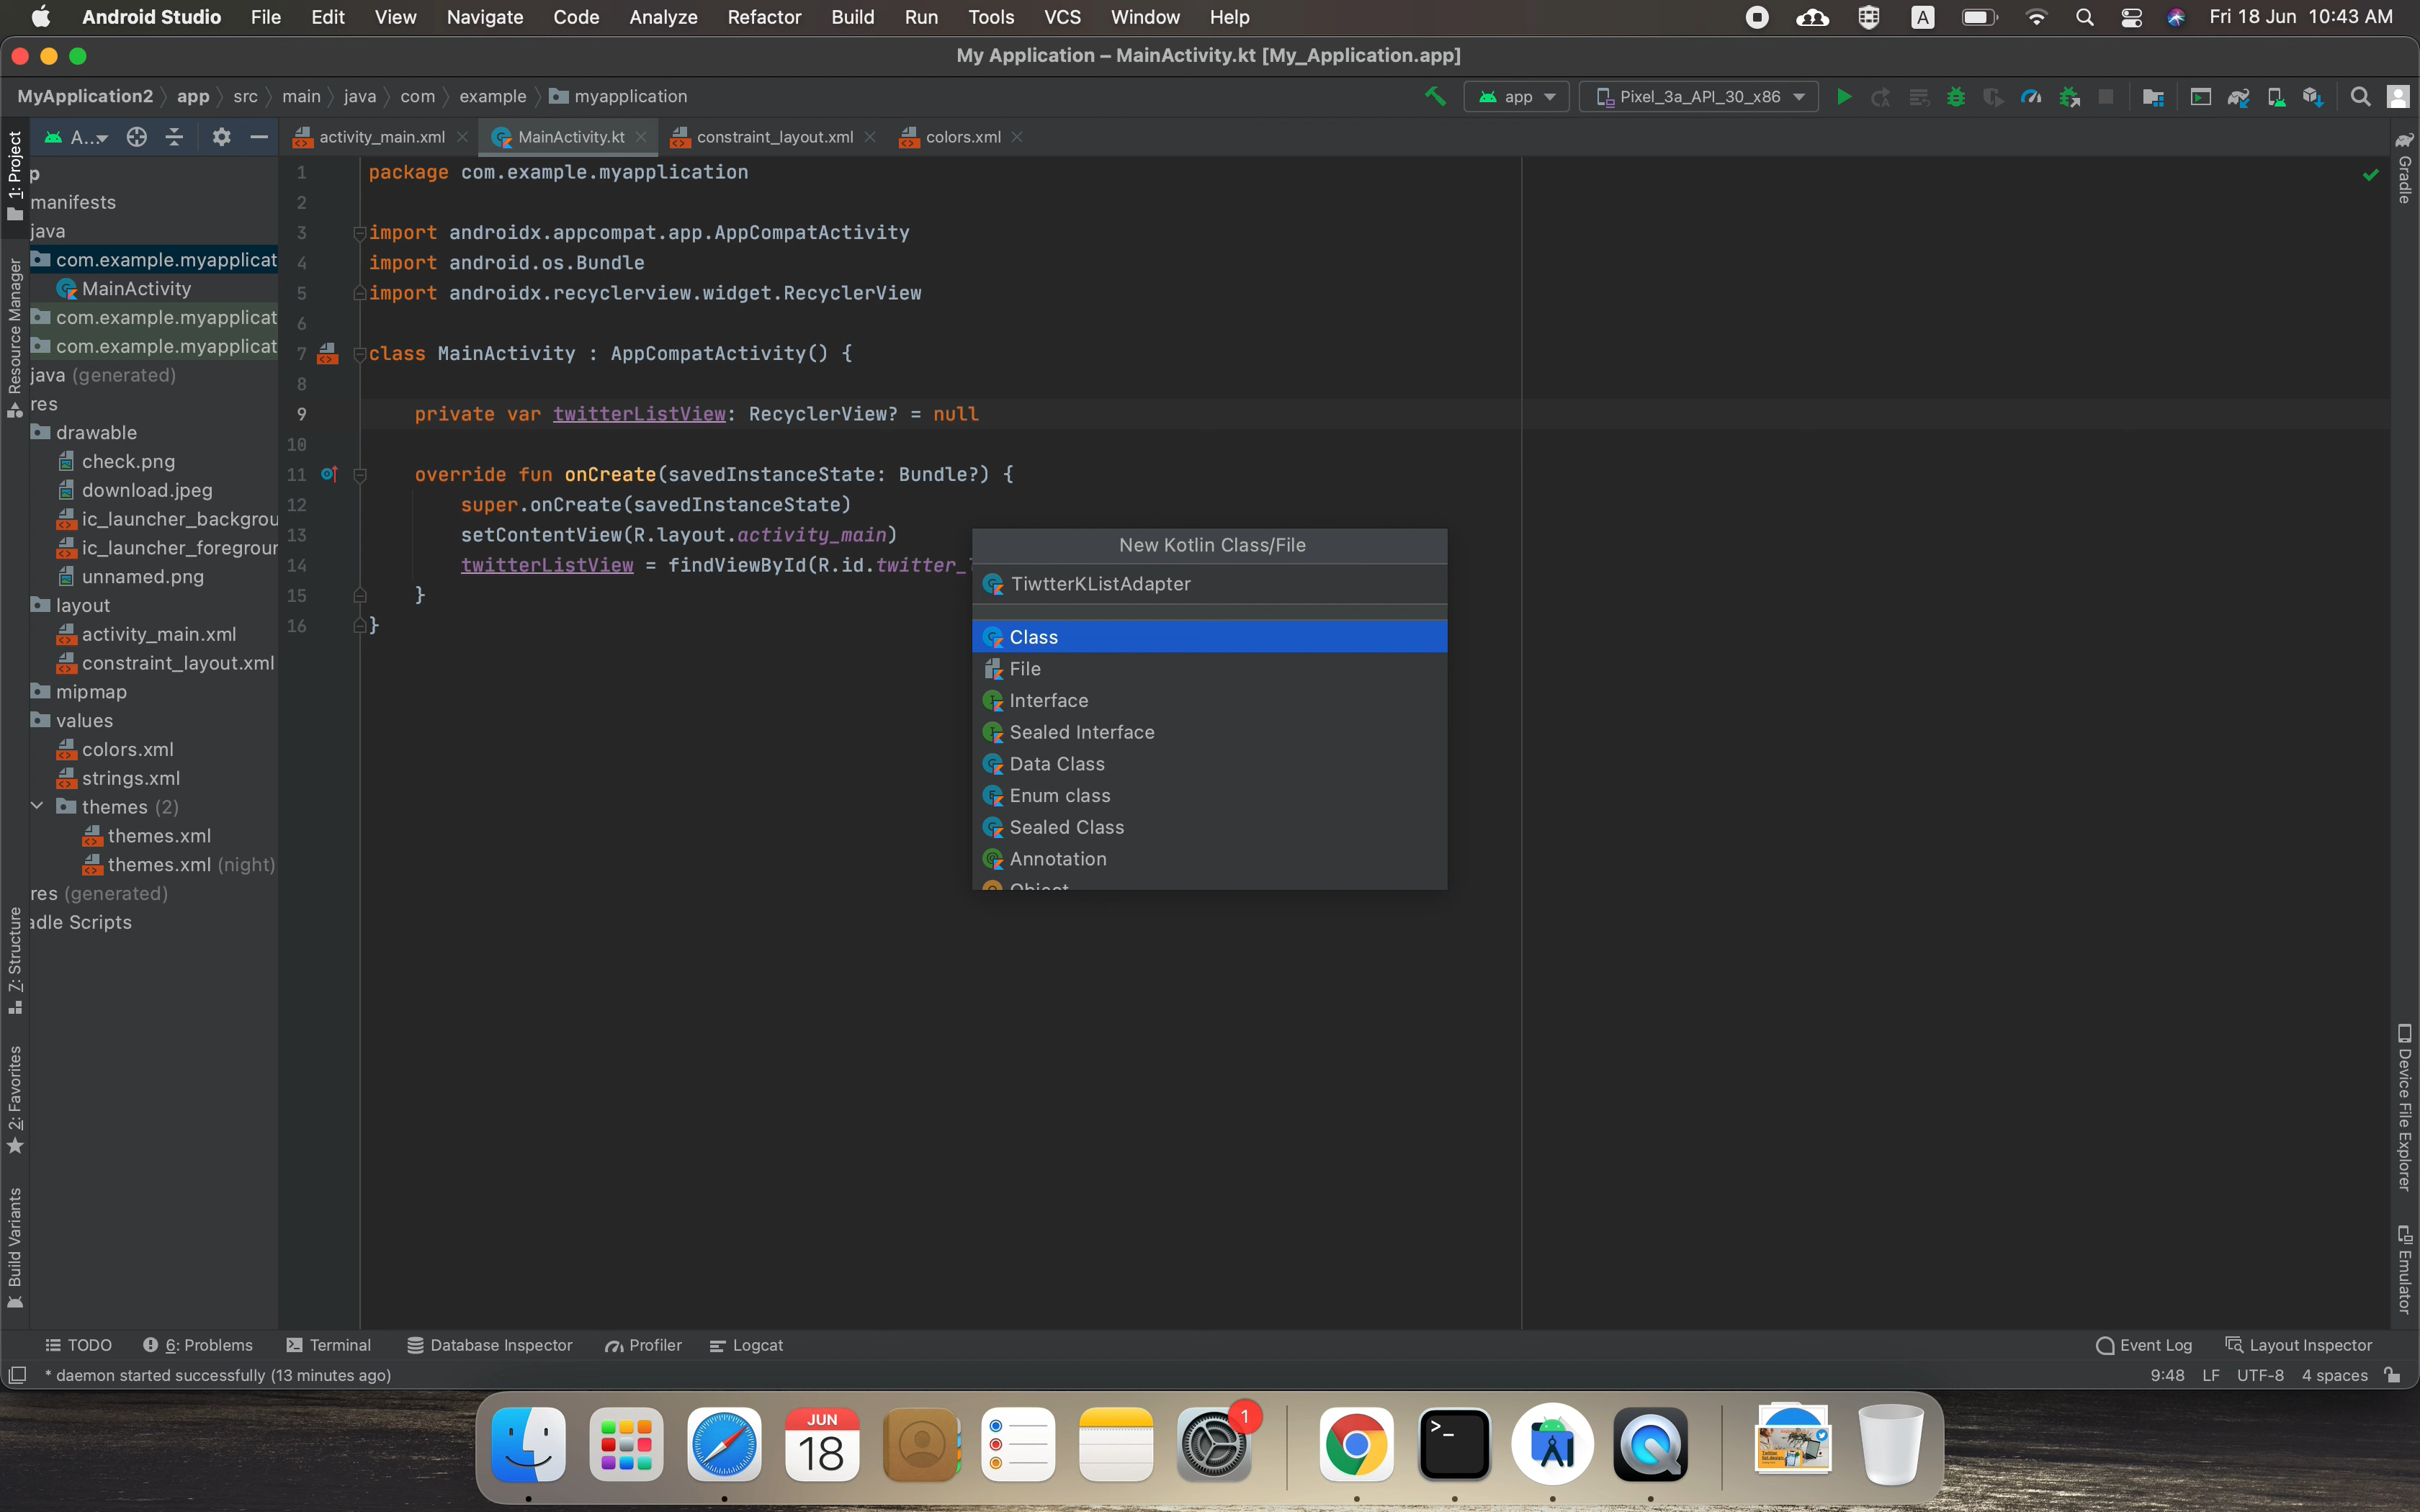 Android Studio File Edit View Navigate Code Analyze Refactor Build Run Tools VCS Window Help A Fri 18 Jun 10:43 AM
My Application – MainActivity.kt [My_Application.app]
MyApplication2 app src main java com example myapplication app Pixel_3a_API_30_x86
A... activity_main.xml MainActivity.kt constraint_layout.xml colors.xml
1: Project
Resource Manager
7: Structure
2: Favorites
Build Variants
p
manifests
java
com.example.myapplicat
MainActivity
com.example.myapplicat
com.example.myapplicat
java (generated)
res
drawable
check.png
download.jpeg
ic_launcher_backgrou
ic_launcher_foregrour
unnamed.png
layout
activity_main.xml
constraint_layout.xml
mipmap
values
colors.xml
strings.xml
themes (2)
themes.xml
themes.xml (night)
res (generated)
adle Scripts
1 package com.example.myapplication
2
3 import androidx.appcompat.app.AppCompatActivity
4 import android.os.Bundle
5 import androidx.recyclerview.widget.RecyclerView
6
7 class MainActivity : AppCompatActivity() {
8
9 private var twitterListView: RecyclerView? = null
10
11 override fun onCreate(savedInstanceState: Bundle?) {
12 super.onCreate(savedInstanceState)
13 setContentView(R.layout.activity_main)
14 twitterListView = findViewById(R.id.twitter_
15 }
16 }
New Kotlin Class/File
TiwtterKListAdapter
Class
File
Interface
Sealed Interface
Data Class
Enum class
Sealed Class
Annotation
Object
Gradle
Device File Explorer
Emulator
TODO 6: Problems Terminal Database Inspector Profiler Logcat Event Log Layout Inspector
* daemon started successfully (13 minutes ago) 9:48 LF UTF-8 4 spaces
JUN
18
1